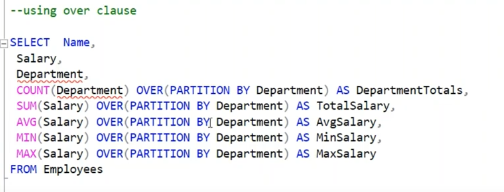 --using over clause
SELECT Name,
Salary,
Department,
COUNT(Department) OVER(PARTITION BY Department) AS DepartmentTotals,
SUM(Salary) OVER(PARTITION BY Department) AS TotalSalary,
AVG(Salary) OVER(PARTITION BY Department) AS AvgSalary,
MIN(Salary) OVER(PARTITION BY Department) AS MinSalary,
MAX(Salary) OVER(PARTITION BY Department) AS MaxSalary
FROM Employees